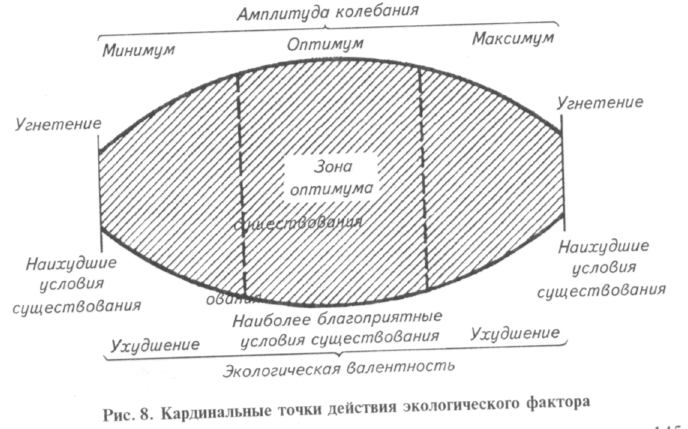 Амплитуда колебания
Минимум Оптимум Максимум
Угнетение Угнетение
Зона
оптимума
существования
Наихудшие
условия
существования
Наихудшие
условия
существования
ования
Наиболее благоприятные
условия существования
Ухудшение Ухудшение
Экологическая валентность
Рис. 8. Кардинальные точки действия экологического фактора